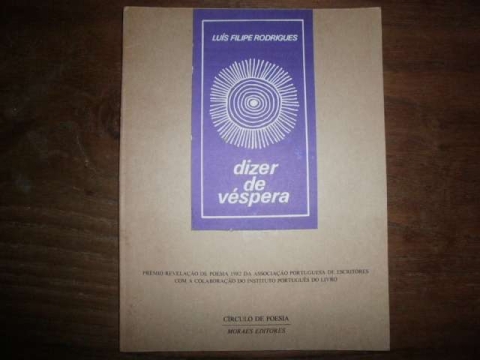 LUÍS FILIPE RODRIGUES
dizer
de
véspera
PRÉMIO REVELAÇÃO DE POESIA 1982 DA ASSOCIAÇÃO PORTUGUESA DE ESCRITORES
COM A COLABORAÇÃO DO INSTITUTO PORTUGUÊS DO LIVRO
CÍRCULO DE POESIA
MORAES EDITORES